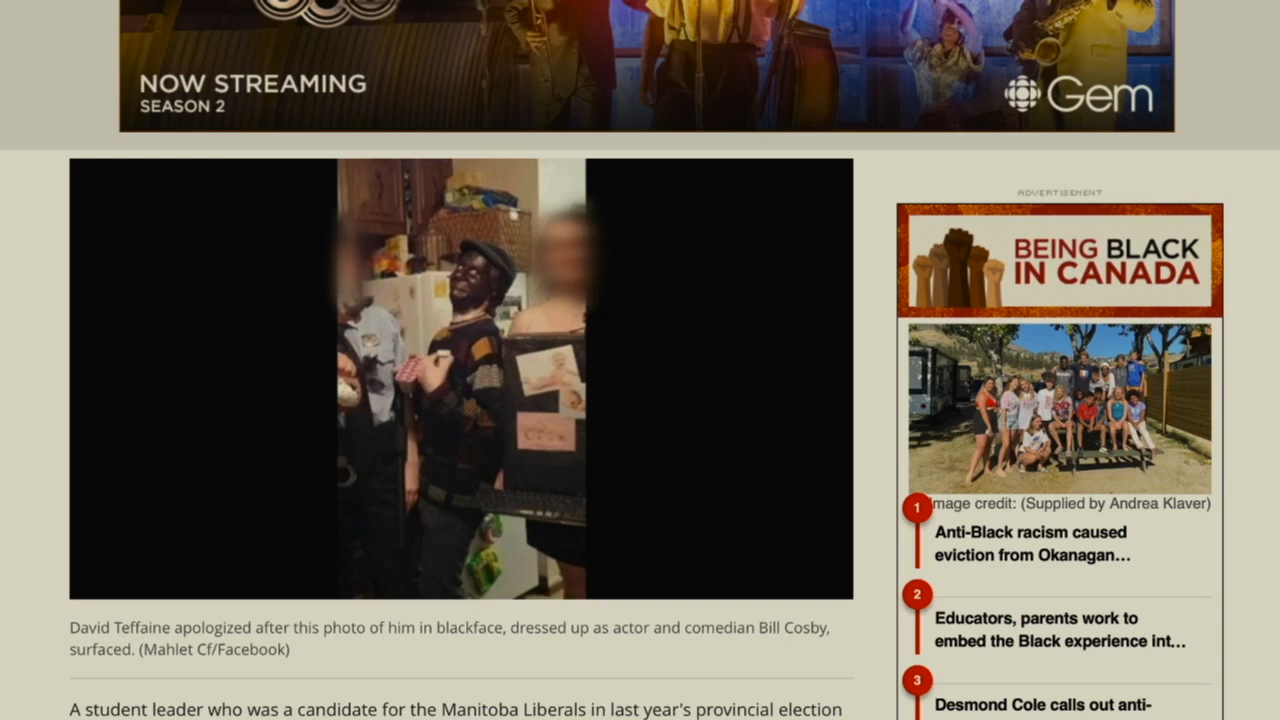 NOW STREAMING
SEASON 2
Gem
ADVERTISEMENT
BEING BLACK
IN CANADA
David Teffaine apologized after this photo of him in blackface, dressed up as actor and comedian Bill Cosby,
surfaced. (Mahlet Cf/Facebook)
A student leader who was a candidate for the Manitoba Liberals in last year's provincial election
mage credit: (Supplied by Andrea Klaver)
1
Anti-Black racism caused
eviction from Okanagan...
2
Educators, parents work to
embed the Black experience int...
3
Desmond Cole calls out anti-